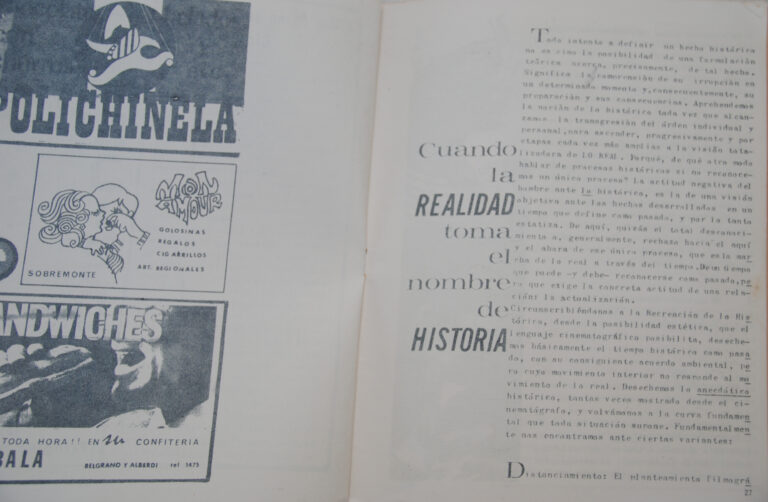 POLICHINELA
MON
AMOUR
GOLOSINAS
REGALOS
CIGARRILLOS
ART. REGIONALES
SOBREMONTE
ANDWICHES
TODA HORA!! EN su CONFITERIA
BALA
BELGRANO Y ALBERDI tel 5475
Cuando
la
REALIDAD
toma
el
nombre
de
HISTORIA
Todo intento a definir un hecho histórico
no es sino la posibilidad de una formulación
teórica acerca, precisamente, de tal hecho.
Significa la comprensión de su irrupción en
un determinado momento y, consecuentemente, su
preparación y sus consecuencias. Aprehendemos
la noción de lo histórico toda vez que alcan-
zamos la transgresión del órden individual y
personal, para ascender, progresivamente y por
etapas cada vez más amplias a la visión tota-
lizadora de LO REAL. Porqué, de qué otro modo
hablar de procesos históricos si no reconoce-
mos un único proceso? La actitud negativa del
hombre ante lo histórico, es la de una visión
objetiva ante los hechos desarrollados en un
tiempo que define como pasado, y por lo tanto
estatiza. De aquí, quizás el total desconoci-
miento a, generalmente, rechazo hacia el aquí
y el ahora de ese único proceso, que es la mar
cha de lo real a través del tiempo. De un tiempo
que puede -y debe- reconocerse como pasado, pe
ro que exige la concreta actitud de una rela-
ción: la actualización.
Circunscribiéndonos a la Recreación de lo His
tórico, desde la posibilidad estética, que el
lenguaje cinematográfico posibilita, deseche-
mos básicamente el tiempo histórico como pasa
do, con su consiguiente acuerdo ambiental, pe
ro cuyo movimiento interior no responde al mo
vimiento de lo real. Desechemos lo anecdótico
histórico, tantas veces mostrado desde el ci-
nematógrafo, y volvámonos a la curva fundamen
tal que toda situación supone. Fundamentalmen
te nos encontramos ante ciertas variantes:
Distanciamiento: El planteamiento filmográ
27